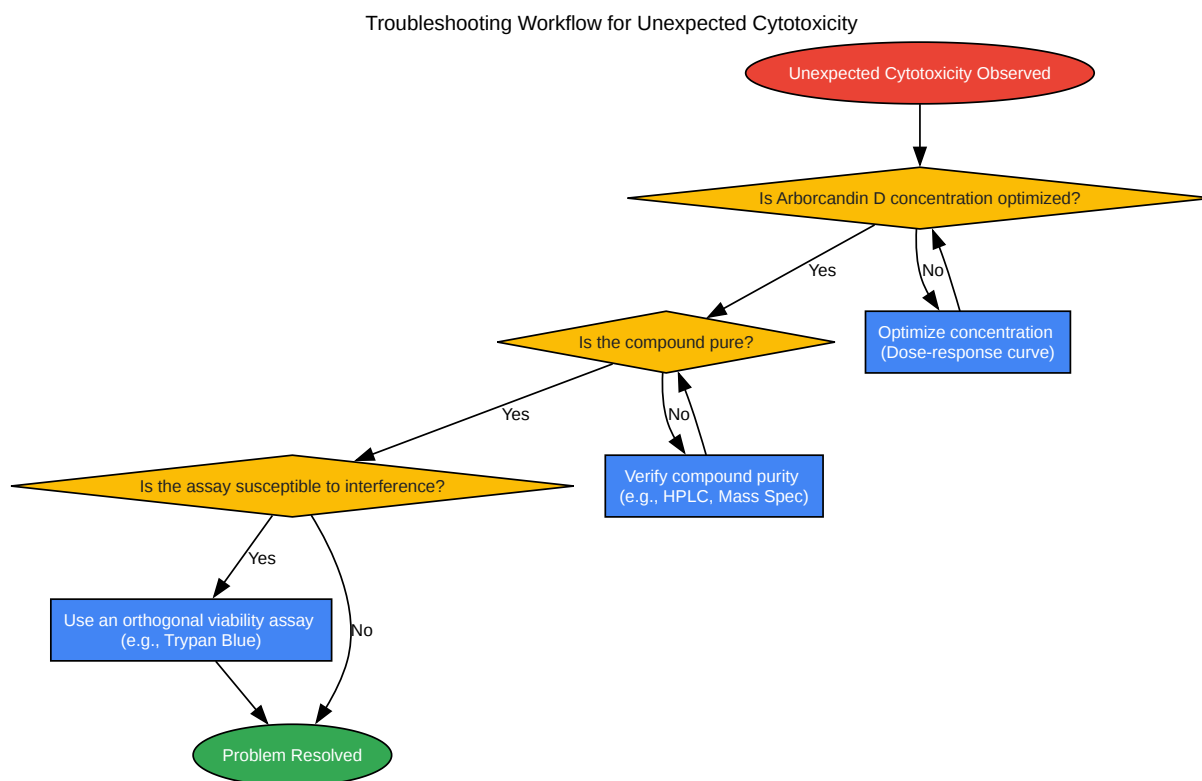 Troubleshooting Workflow for Unexpected Cytotoxicity
Unexpected Cytotoxicity Observed
Is Arborcandin D concentration optimized?
Yes
No
Optimize concentration
(Dose-response curve)
Is the compound pure?
Yes
No
Verify compound purity
(e.g., HPLC, Mass Spec)
Is the assay susceptible to interference?
Yes
Use an orthogonal viability assay
(e.g., Trypan Blue)
No
Problem Resolved